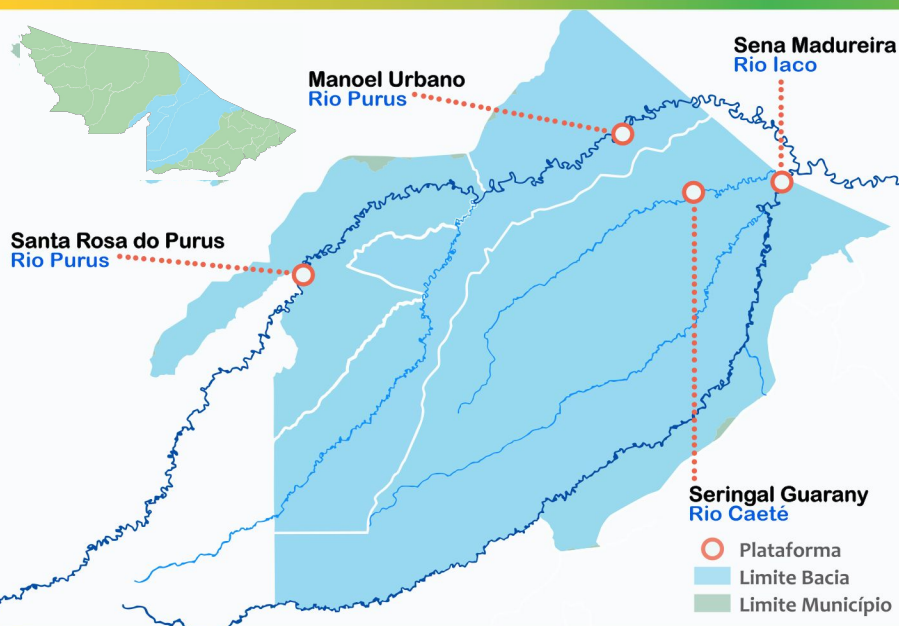 Sena Madureira
Rio Iaco
Manoel Urbano
Rio Purus
Santa Rosa do Purus
Rio Purus
Seringal Guarany
Rio Caeté
Plataforma
Limite Bacia
Limite Município